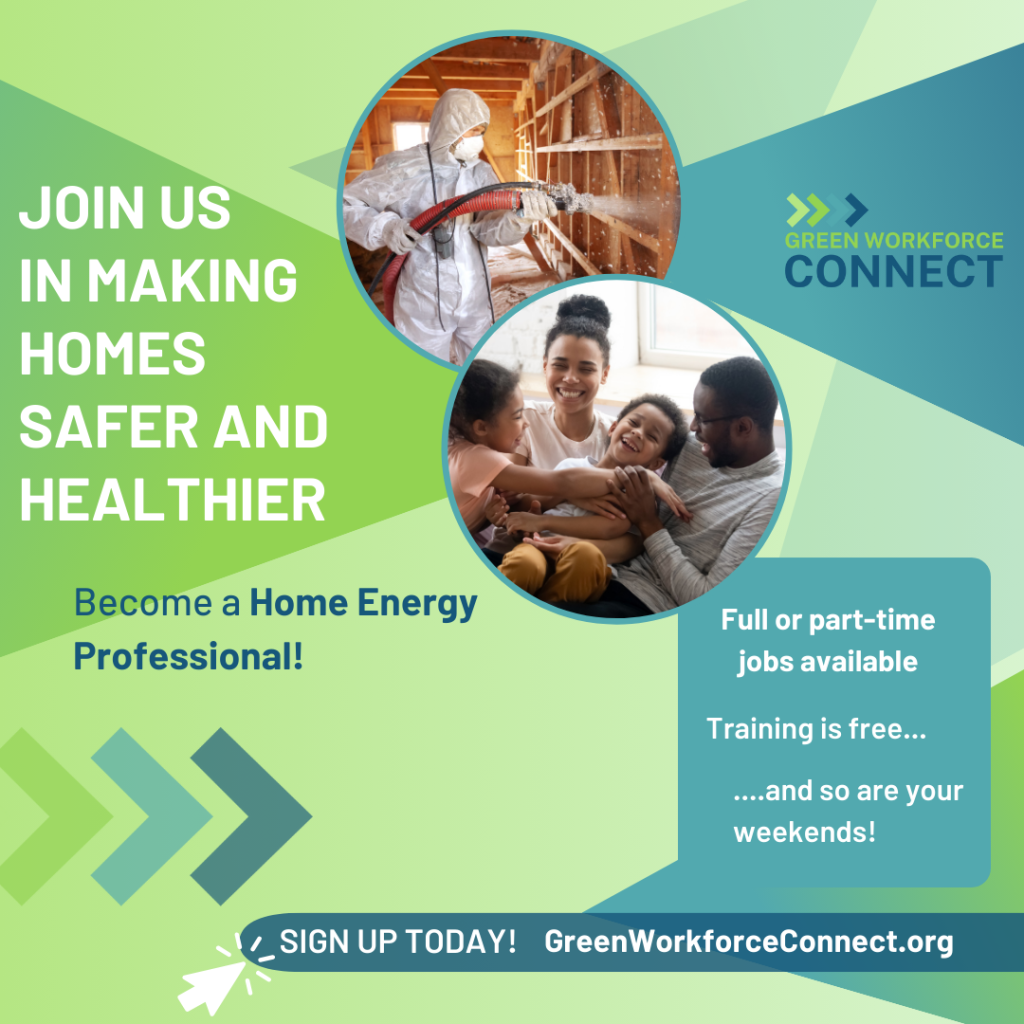 JOIN US
IN MAKING
HOMES
SAFER AND
HEALTHIER
GREEN WORKFORCE
CONNECT
Become a Home Energy
Professional!
Full or part-time
jobs available
Training is free...
....and so are your
weekends!
SIGN UP TODAY! GreenWorkforceConnect.org